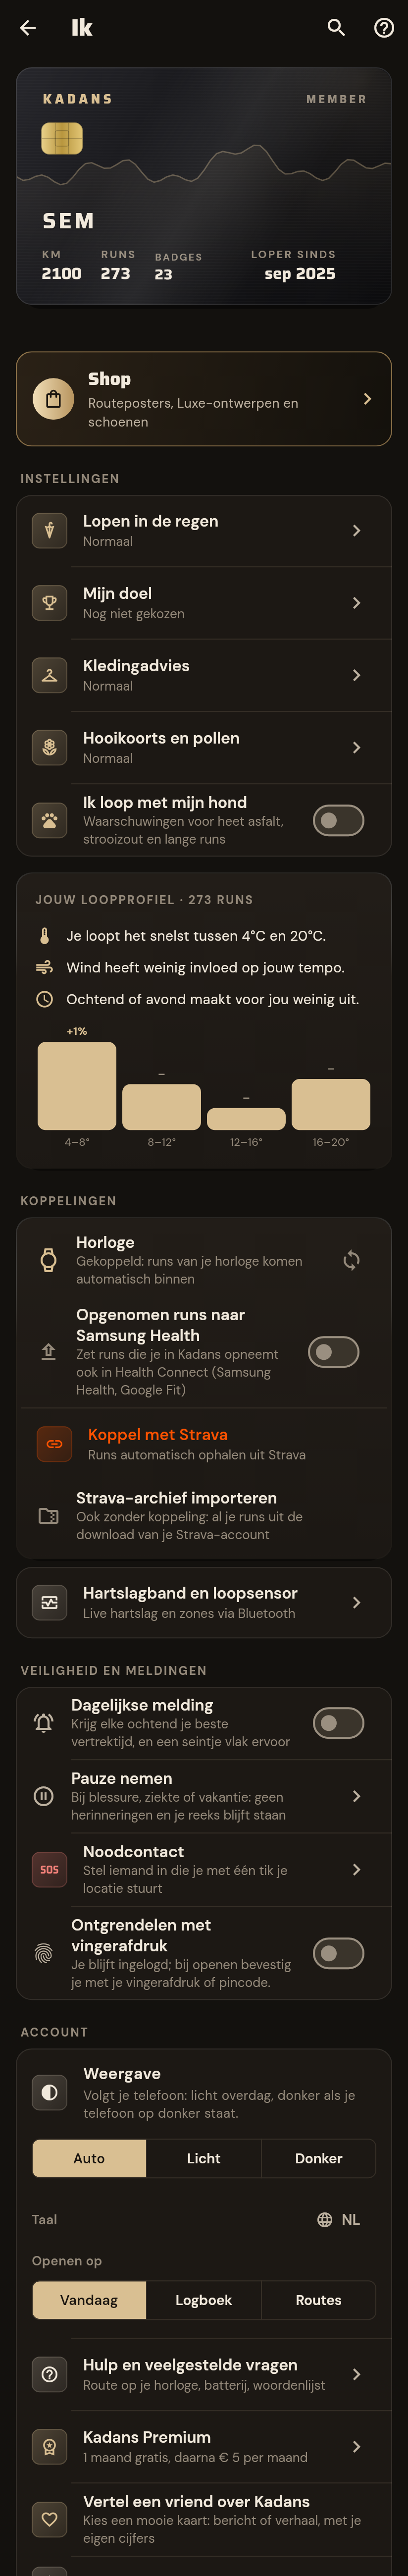 Ik
KADANS
MEMBER
SEM
KM
RUNS
BADGES
LOPER SINDS
2100
273
23
sep 2025
Shop
Routeposters, Luxe-ontwerpen en
schoenen
INSTELLINGEN
Lopen in de regen
Normaal
Mijn doel
Nog niet gekozen
Kledingadvies
Normaal
Hooikoorts en pollen
Normaal
Ik loop met mijn hond
Waarschuwingen voor heet asfalt,
strooizout en lange runs
JOUW LOOPPROFIEL · 273 RUNS
Je loopt het snelst tussen 4°C en 20°C.
Wind heeft weinig invloed op jouw tempo.
Ochtend of avond maakt voor jou weinig uit.
+1%
–
–
–
4–8°
8–12°
12–16°
16–20°
KOPPELINGEN
Horloge
Gekoppeld: runs van je horloge komen
automatisch binnen
Opgenomen runs naar
Samsung Health
Zet runs die je in Kadans opneemt
ook in Health Connect (Samsung
Health, Google Fit)
Koppel met Strava
Runs automatisch ophalen uit Strava
Strava-archief importeren
Ook zonder koppeling: al je runs uit de
download van je Strava-account
Hartslagband en loopsensor
Live hartslag en zones via Bluetooth
VEILIGHEID EN MELDINGEN
Dagelijkse melding
Krijg elke ochtend je beste
vertrektijd, en een seintje vlak ervoor
Pauze nemen
Bij blessure, ziekte of vakantie: geen
herinneringen en je reeks blijft staan
SOS
Noodcontact
Stel iemand in die je met één tik je
locatie stuurt
Ontgrendelen met
vingerafdruk
Je blijft ingelogd; bij openen bevestig
je met je vingerafdruk of pincode.
ACCOUNT
Weergave
Volgt je telefoon: licht overdag, donker als je
telefoon op donker staat.
Auto
Licht
Donker
Taal
NL
Openen op
Vandaag
Logboek
Routes
Hulp en veelgestelde vragen
Route op je horloge, batterij, woordenlijst
Kadans Premium
1 maand gratis, daarna € 5 per maand
Vertel een vriend over Kadans
Kies een mooie kaart: bericht of verhaal, met je
eigen cijfers